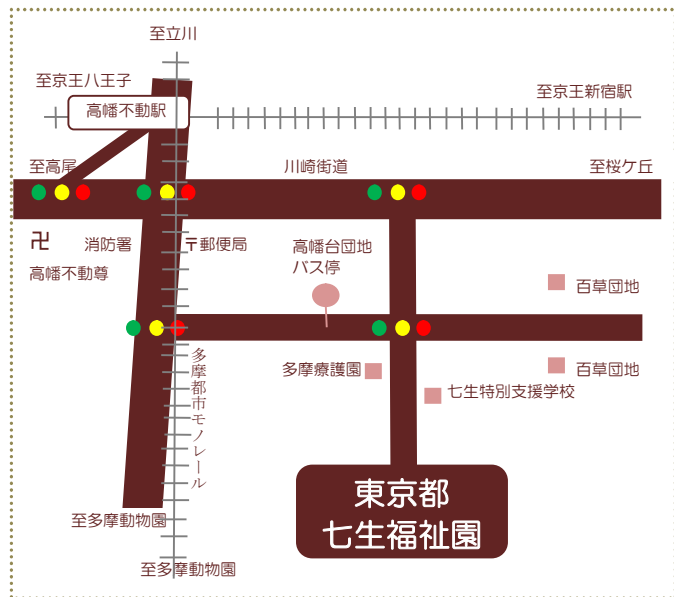 至立川
至京王八王子
至京王新宿駅
高幡不動駅
至高尾
川崎街道
至桜ケ丘
卍
消防署
〒郵便局
高幡台団地
バス停
高幡不動尊
百草団地
多摩都市モノレール
多摩療護園
百草団地
七生特別支援学校
東京都
七生福祉園
至多摩動物園
至多摩動物園